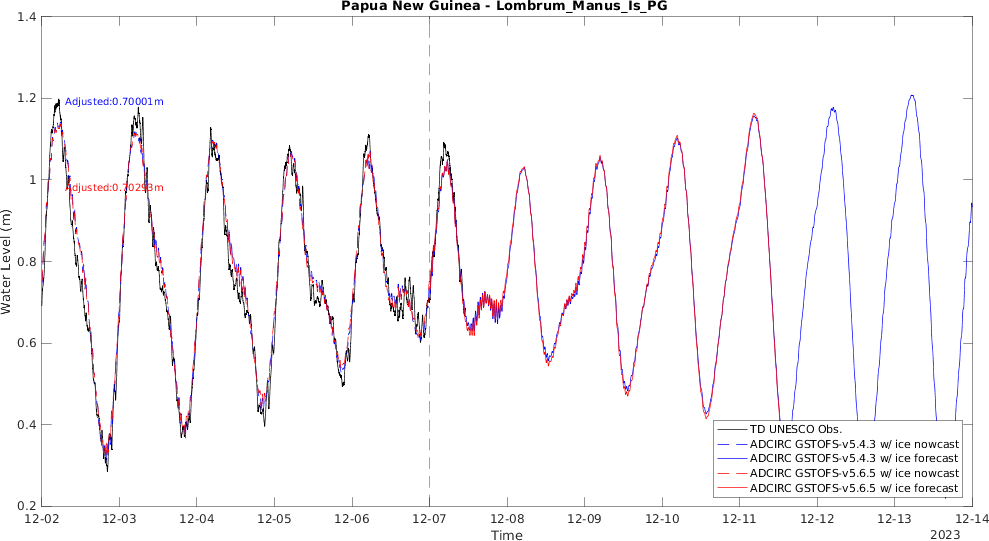 Papua New Guinea - Lombrum_Manus_Is_PG
1.4
1.2
1
0.8
0.6
0.4
0.2
Water Level (m)
Adjusted:0.70001m
Adjusted:0.70293m
TD UNESCO Obs.
ADCIRC GSTOFS-v5.4.3 w/ ice nowcast
ADCIRC GSTOFS-v5.4.3 w/ ice forecast
ADCIRC GSTOFS-v5.6.5 w/ ice nowcast
ADCIRC GSTOFS-v5.6.5 w/ ice forecast
12-02 12-03 12-04 12-05 12-06 12-07 12-08 12-09 12-10 12-11 12-12 12-13 12-14
Time
2023